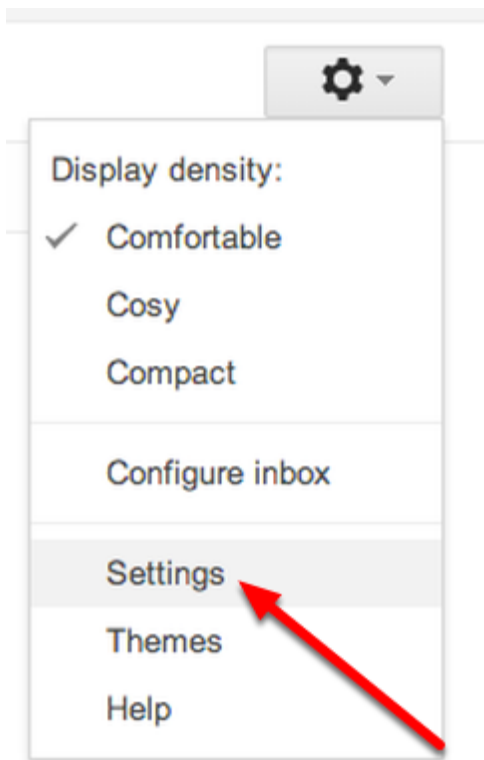 Display density:
Comfortable
Cosy
Compact
Configure inbox
Settings
Themes
Help